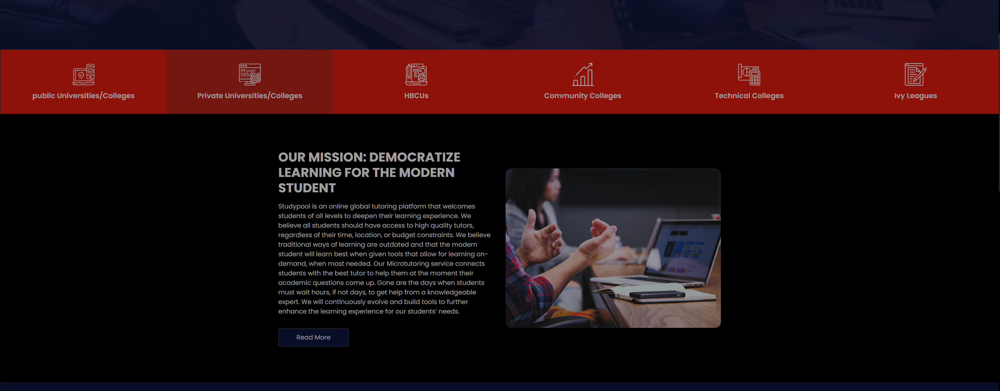 public Universities/Colleges
Private Universities/Colleges
HBCUs
Community Colleges
Technical Colleges
Ivy Leagues
OUR MISSION: DEMOCRATIZE
LEARNING FOR THE MODERN
STUDENT
Studypool is an online global tutoring platform that welcomes
students of all levels to deepen their learning experience. We
believe all students should have access to high quality tutors,
regardless of their time, location, or budget constraints. We believe
traditional ways of learning are outdated and that the modern
student will learn best when given tools that allow for learning on-
demand, when most needed. Our Microtutoring service connects
students with the best tutor to help them at the moment their
academic questions come up. Gone are the days when students
must wait hours, if not days, to get help from a knowledgeable
expert. We will continuously evolve and build tools to further
enhance the learning experience for our students’ needs.
Read More